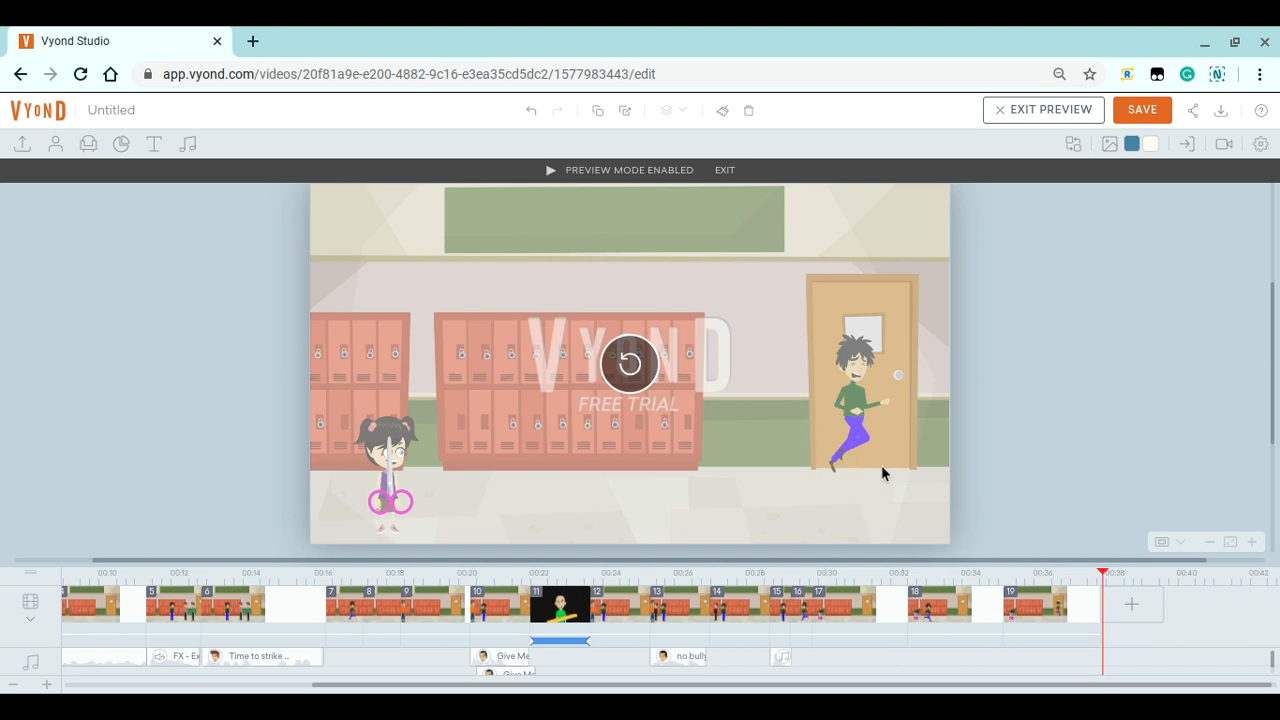 Vyond Studio
app.vyond.com/videos/20f81a9e-e200-4882-9c16-e3ea35cd5dc2/1577983443/edit
VYOND Untitled EXIT PREVIEW SAVE
PREVIEW MODE ENABLED EXIT
VYOND
FREE TRIAL
00:10 00:12 00:14 00:16 00:18 00:20 00:22 00:24 00:26 00:28 00:30 00:32 00:34 00:36 00:38 00:40 00:42
5 6 7 8 9 10 11 12 13 14 15 16 17 18 19
FX - Ex Time to strike ... Give Me no bully
Give Me